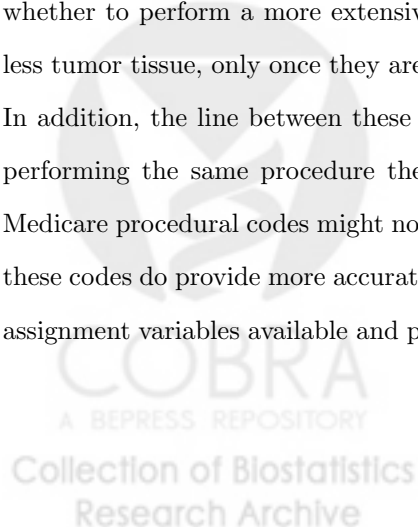 whether to perform a more extensiv
less tumor tissue, only once they are
In addition, the line between these
performing the same procedure the
Medicare procedural codes might no
these codes do provide more accurat
assignment variables available and p
COBRA
A BEPRESS REPOSITORY
Collection of Biostatistics
Research Archive